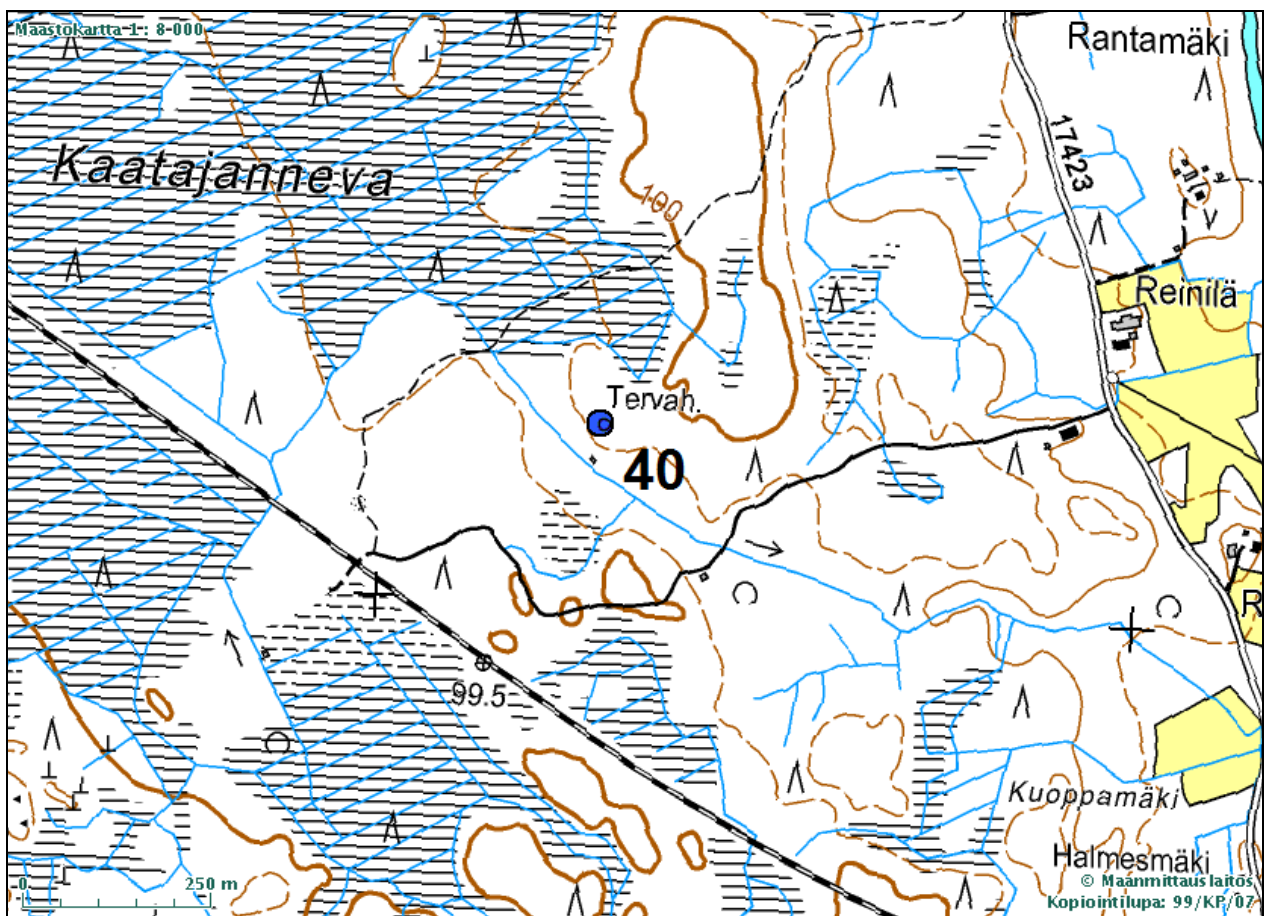 Maastokartta 1 : 8 000
Rantamäki
17423
Kaatajanneva
100
Reinilä
Tervah.
40
R
99.5
Kuoppamäki
Halmesmäki
0 250 m
© Maanmittauslaitos
Kopiointilupa: 99/KP/07